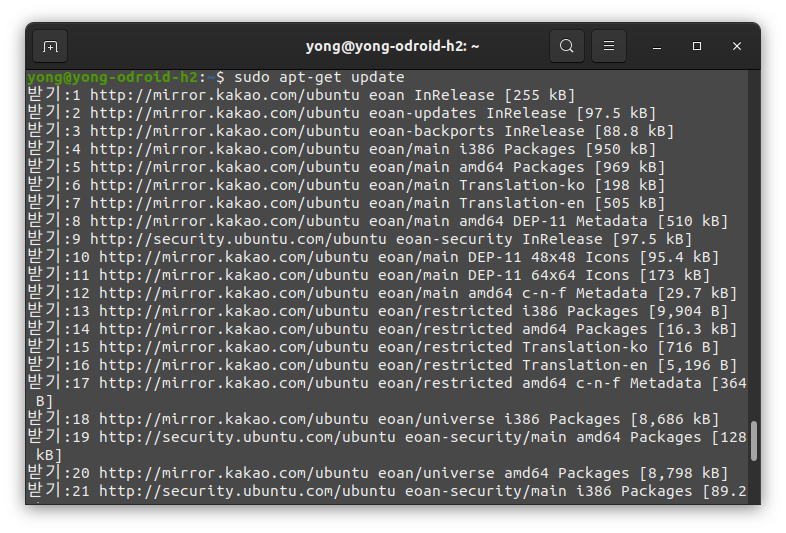 yong@yong-odroid-h2: ~
yong@yong-odroid-h2:~$ sudo apt-get update
받기:1 http://mirror.kakao.com/ubuntu eoan InRelease [255 kB]
받기:2 http://mirror.kakao.com/ubuntu eoan-updates InRelease [97.5 kB]
받기:3 http://mirror.kakao.com/ubuntu eoan-backports InRelease [88.8 kB]
받기:4 http://mirror.kakao.com/ubuntu eoan/main i386 Packages [950 kB]
받기:5 http://mirror.kakao.com/ubuntu eoan/main amd64 Packages [969 kB]
받기:6 http://mirror.kakao.com/ubuntu eoan/main Translation-ko [198 kB]
받기:7 http://mirror.kakao.com/ubuntu eoan/main Translation-en [505 kB]
받기:8 http://mirror.kakao.com/ubuntu eoan/main amd64 DEP-11 Metadata [510 kB]
받기:9 http://security.ubuntu.com/ubuntu eoan-security InRelease [97.5 kB]
받기:10 http://mirror.kakao.com/ubuntu eoan/main DEP-11 48x48 Icons [95.4 kB]
받기:11 http://mirror.kakao.com/ubuntu eoan/main DEP-11 64x64 Icons [173 kB]
받기:12 http://mirror.kakao.com/ubuntu eoan/main amd64 c-n-f Metadata [29.7 kB]
받기:13 http://mirror.kakao.com/ubuntu eoan/restricted i386 Packages [9,904 B]
받기:14 http://mirror.kakao.com/ubuntu eoan/restricted amd64 Packages [16.3 kB]
받기:15 http://mirror.kakao.com/ubuntu eoan/restricted Translation-ko [716 B]
받기:16 http://mirror.kakao.com/ubuntu eoan/restricted Translation-en [5,196 B]
받기:17 http://mirror.kakao.com/ubuntu eoan/restricted amd64 c-n-f Metadata [364
B]
받기:18 http://mirror.kakao.com/ubuntu eoan/universe i386 Packages [8,686 kB]
받기:19 http://security.ubuntu.com/ubuntu eoan-security/main amd64 Packages [128
kB]
받기:20 http://mirror.kakao.com/ubuntu eoan/universe amd64 Packages [8,798 kB]
받기:21 http://security.ubuntu.com/ubuntu eoan-security/main i386 Packages [89.2